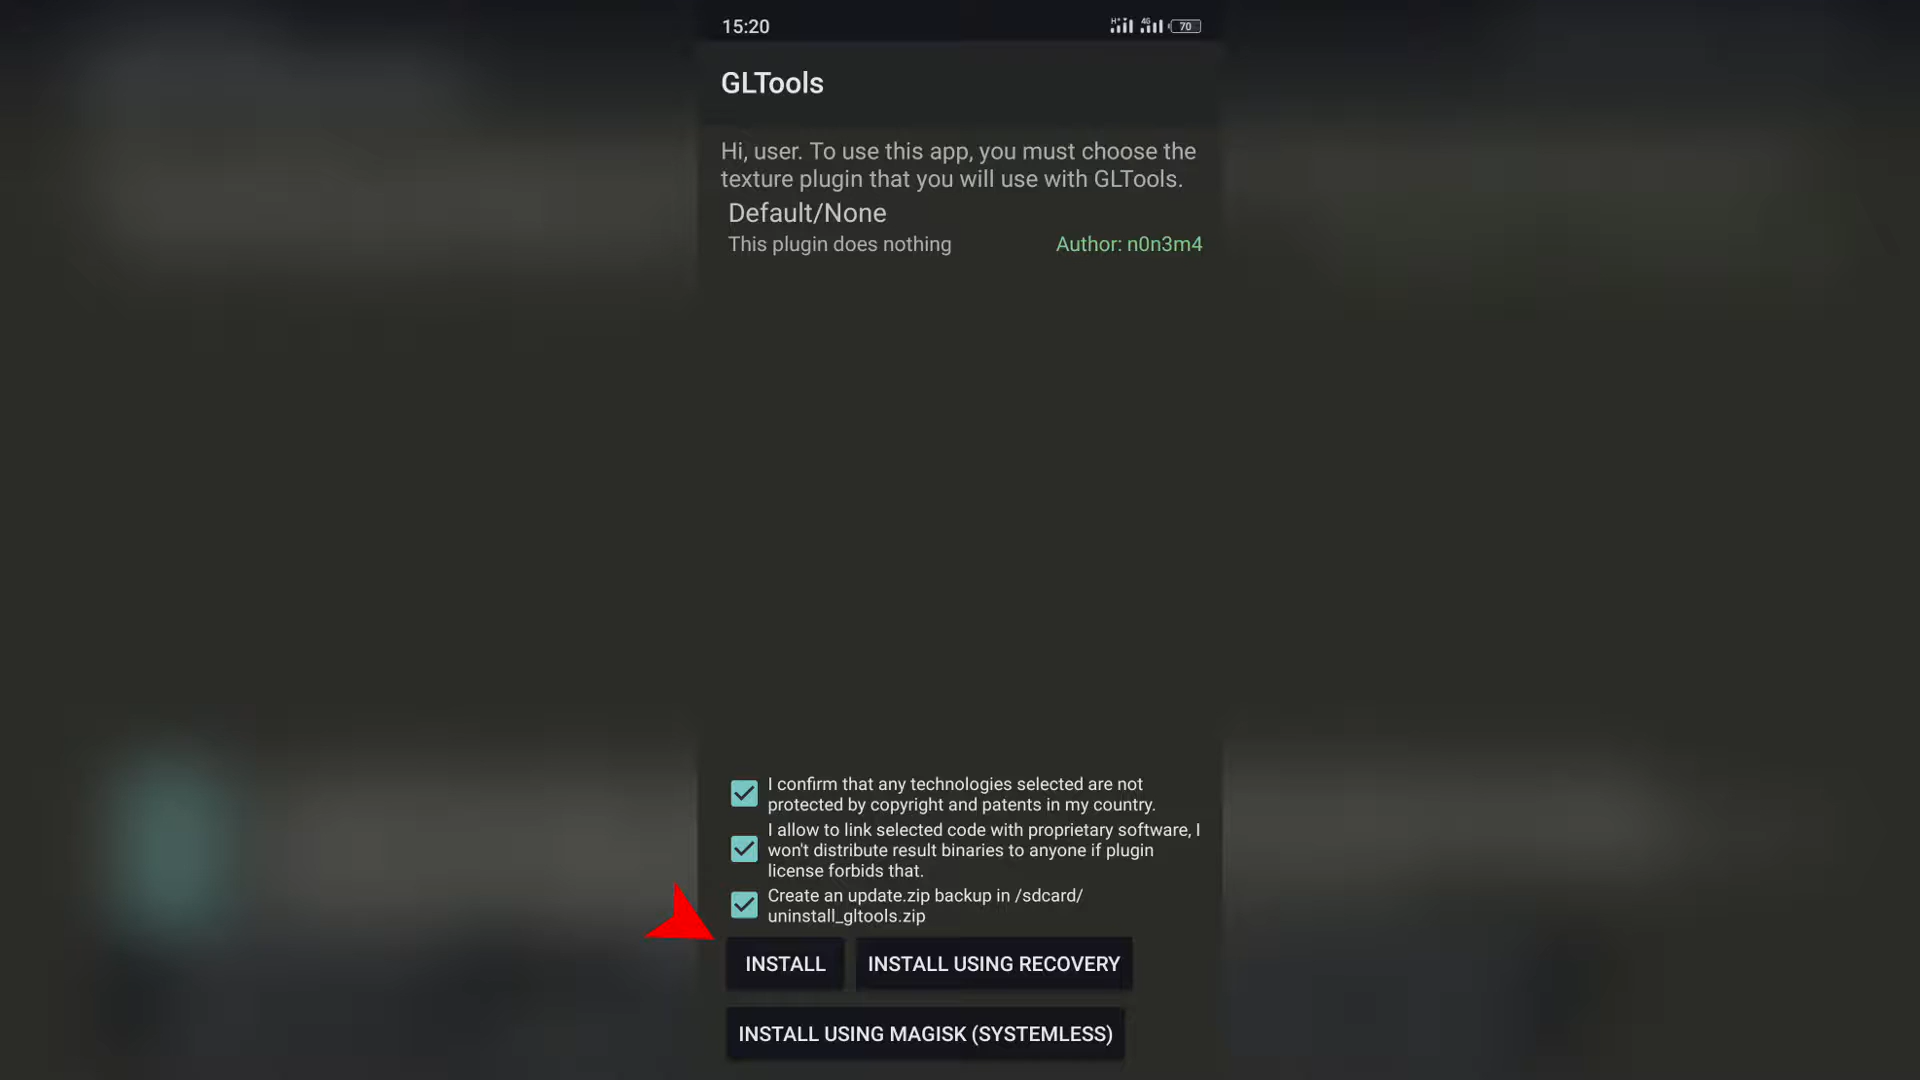 15:20
H+ 4G 70
GLTools
Hi, user. To use this app, you must choose the
texture plugin that you will use with GLTools.
Default/None
This plugin does nothing Author: n0n3m4
I confirm that any technologies selected are not
protected by copyright and patents in my country.
I allow to link selected code with proprietary software, I
won't distribute result binaries to anyone if plugin
license forbids that.
Create an update.zip backup in /sdcard/
uninstall_gltools.zip
INSTALL INSTALL USING RECOVERY
INSTALL USING MAGISK (SYSTEMLESS)